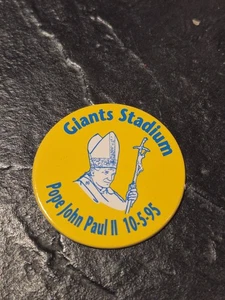 Giants Stadium
Pope John Paul II 10-5-95